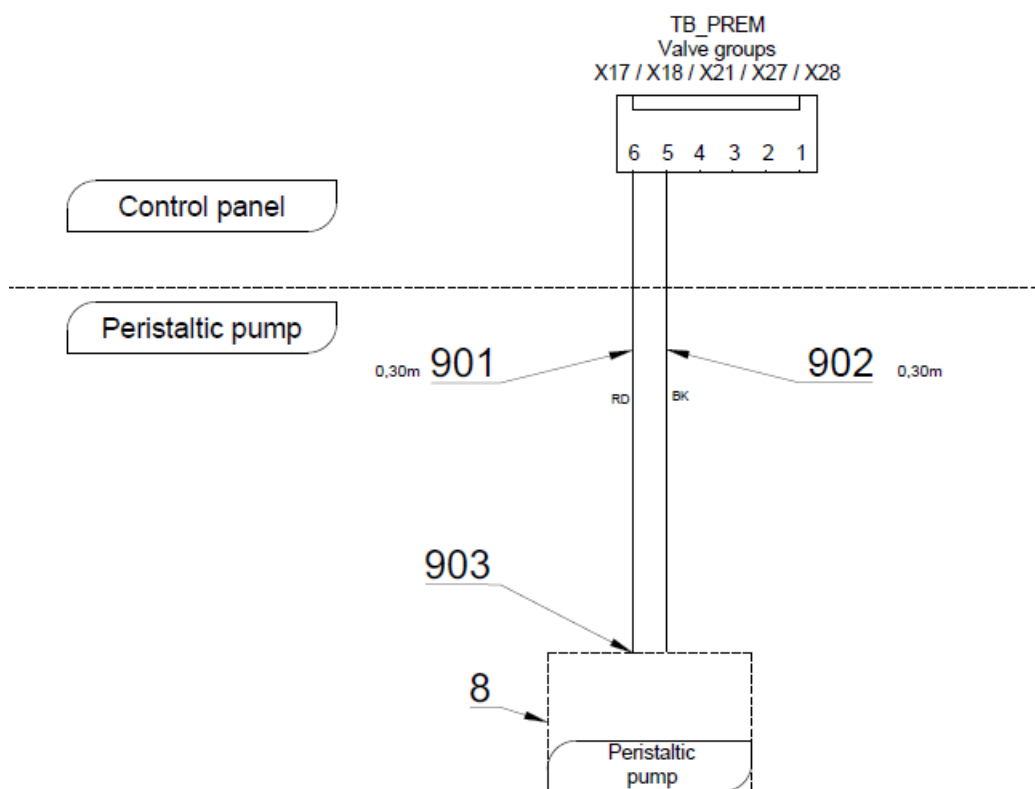 TB_PREM
Valve groups
X17 / X18 / X21 / X27 / X28
6 5 4 3 2 1
Control panel
Peristaltic pump
0,30m 901
902 0,30m
RD
BK
903
8
Peristaltic
pump